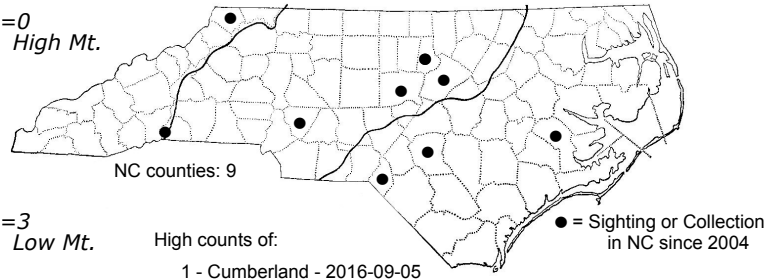 =0
High Mt.
NC counties: 9
=3
Low Mt.
High counts of:
1 - Cumberland - 2016-09-05
= Sighting or Collection
in NC since 2004